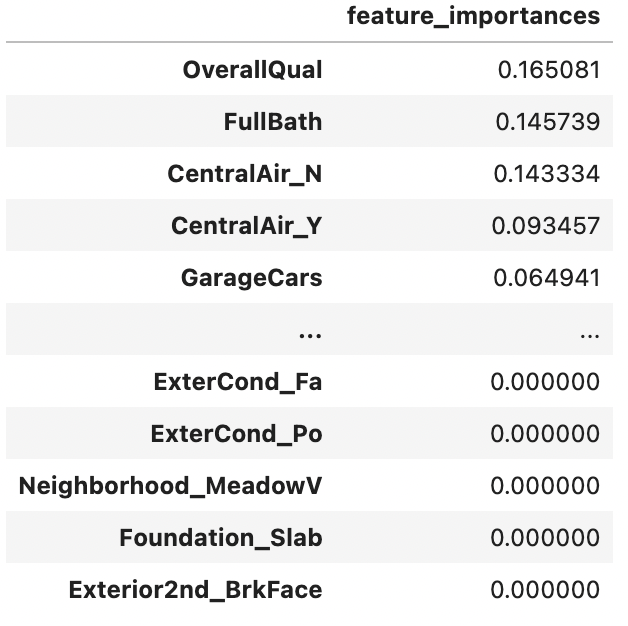 feature_importances
OverallQual 0.165081
FullBath 0.145739
CentralAir_N 0.143334
CentralAir_Y 0.093457
GarageCars 0.064941
... ...
ExterCond_Fa 0.000000
ExterCond_Po 0.000000
Neighborhood_MeadowV 0.000000
Foundation_Slab 0.000000
Exterior2nd_BrkFace 0.000000